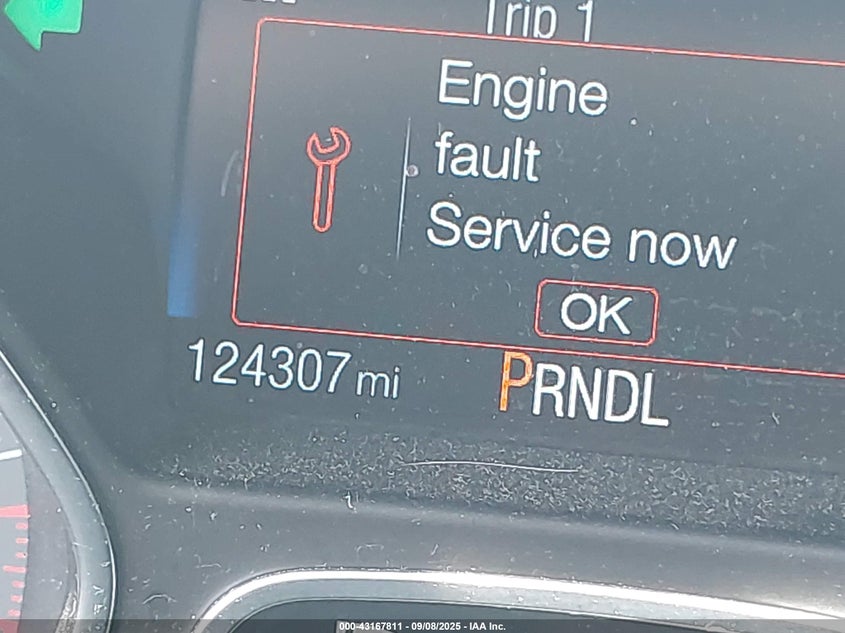 Trip 1
Engine
fault
Service now
OK
124307 mi PRNDL
000-43167811 - 09/08/2025 - IAA Inc.